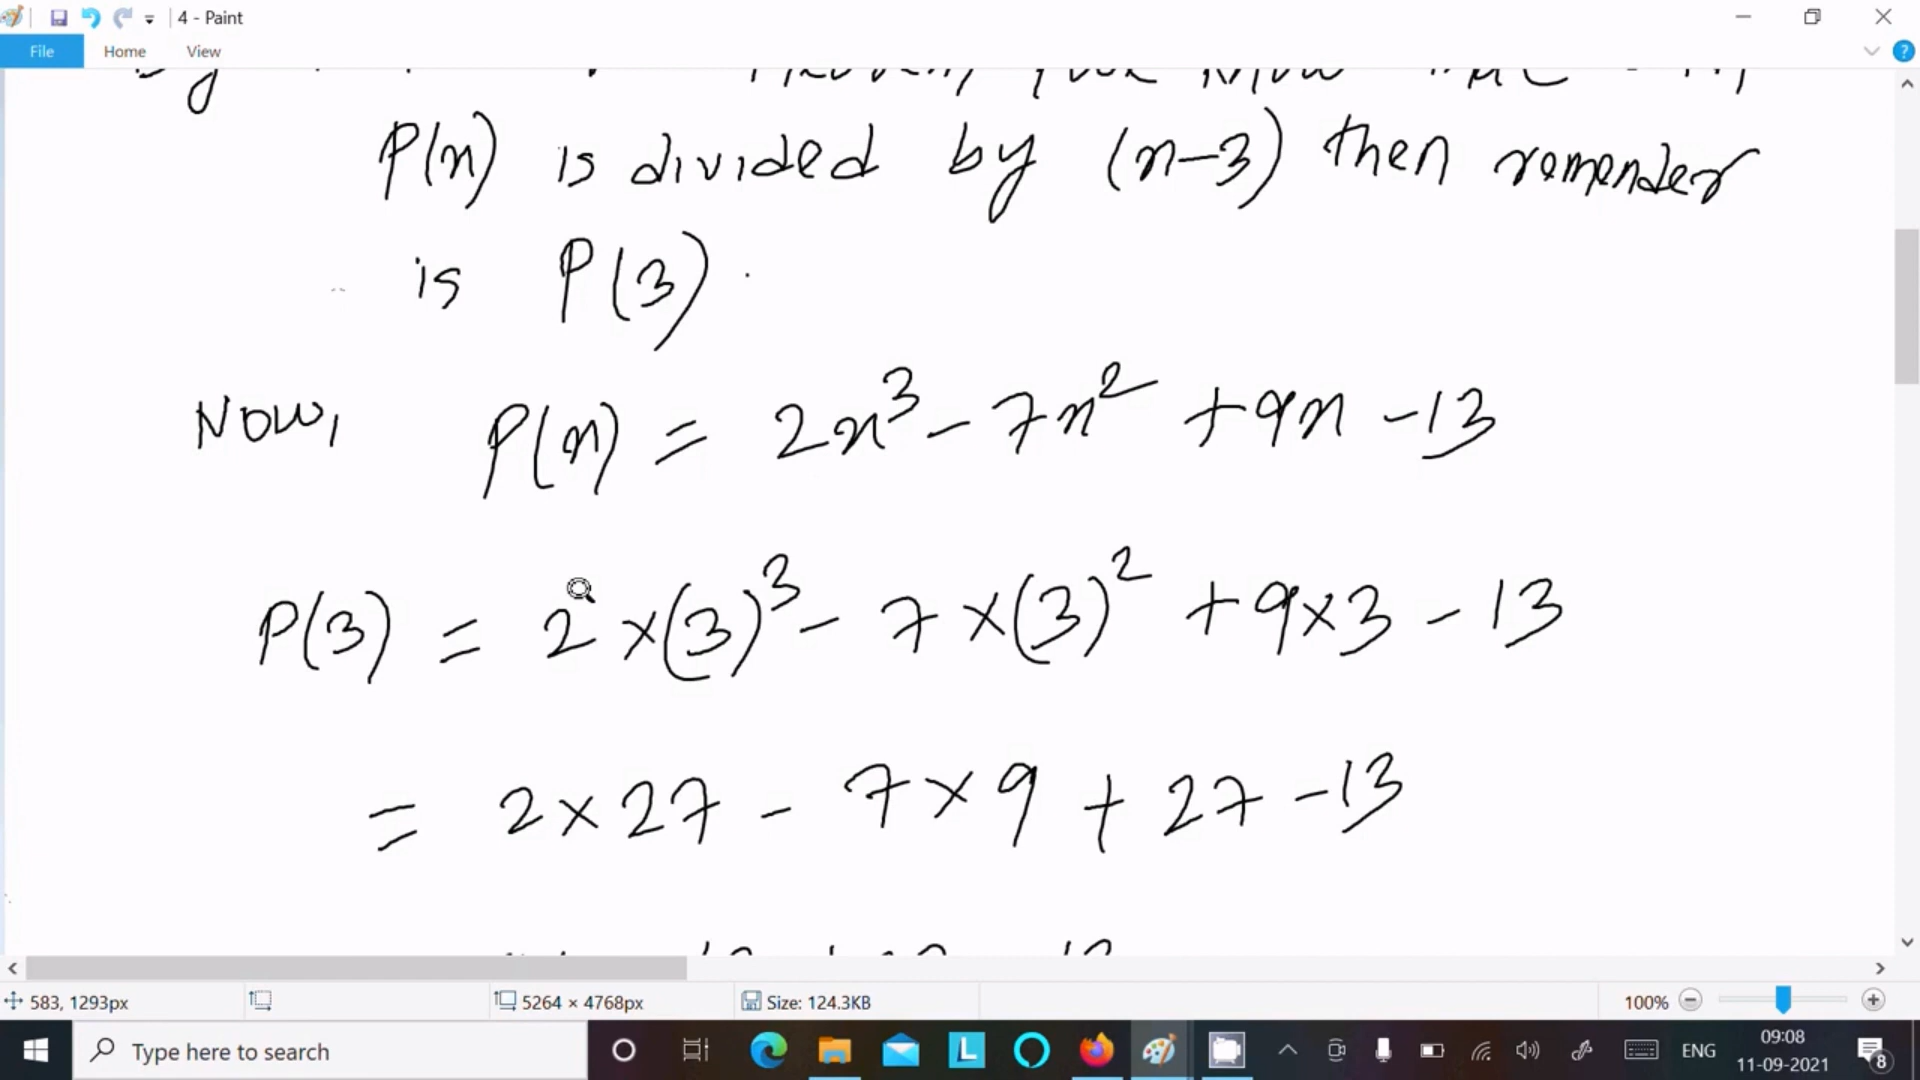 4 - Paint
File Home View
P(x) is divided by (x-3) then remender
is P(3).
Now, P(x) = 2x³ - 7x² + 9x - 13
P(3) = 2 × (3)³ - 7 × (3)² + 9 × 3 - 13
= 2 × 27 - 7 × 9 + 27 - 13
583, 1293px 5264 × 4768px Size: 124.3KB 100%
Type here to search ENG 09:08
11-09-2021 8